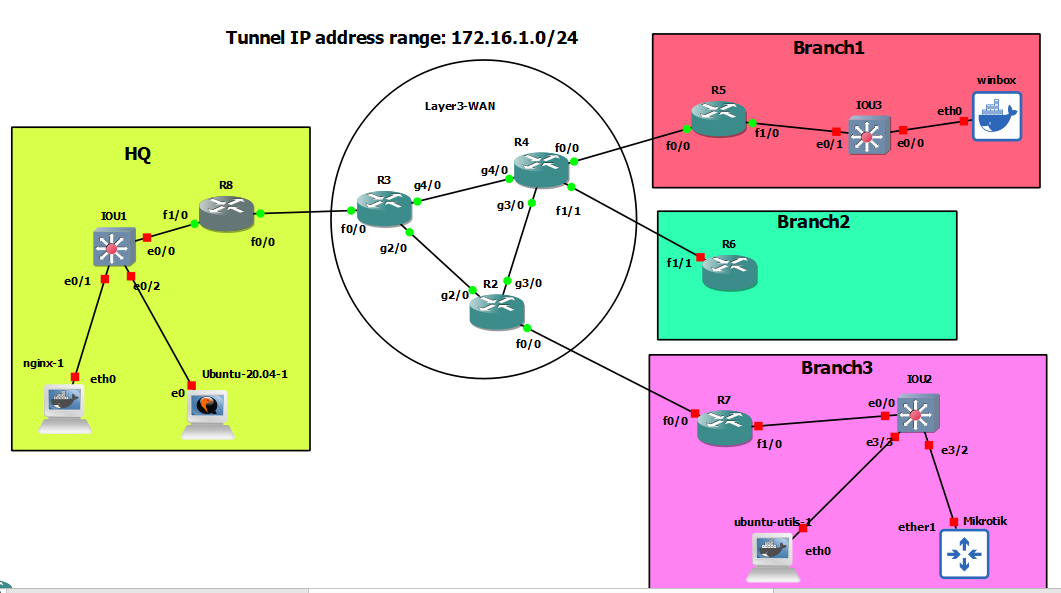 Tunnel IP address range: 172.16.1.0/24
HQ
R8
IOU1
f1/0
f0/0
e0/0
e0/1
e0/2
nginx-1
eth0
Ubuntu-20.04-1
e0
Layer3-WAN
R4
f0/0
g4/0
R3
g4/0
g3/0
f1/1
f0/0
g2/0
R2
g2/0
g3/0
f0/0
Branch1
winbox
R5
IOU3
eth0
f1/0
f0/0
e0/1
e0/0
Branch2
R6
f1/1
Branch3
IOU2
R7
e0/0
f0/0
f1/0
e3/3
e3/2
ubuntu-utils-1
eth0
Mikrotik
ether1